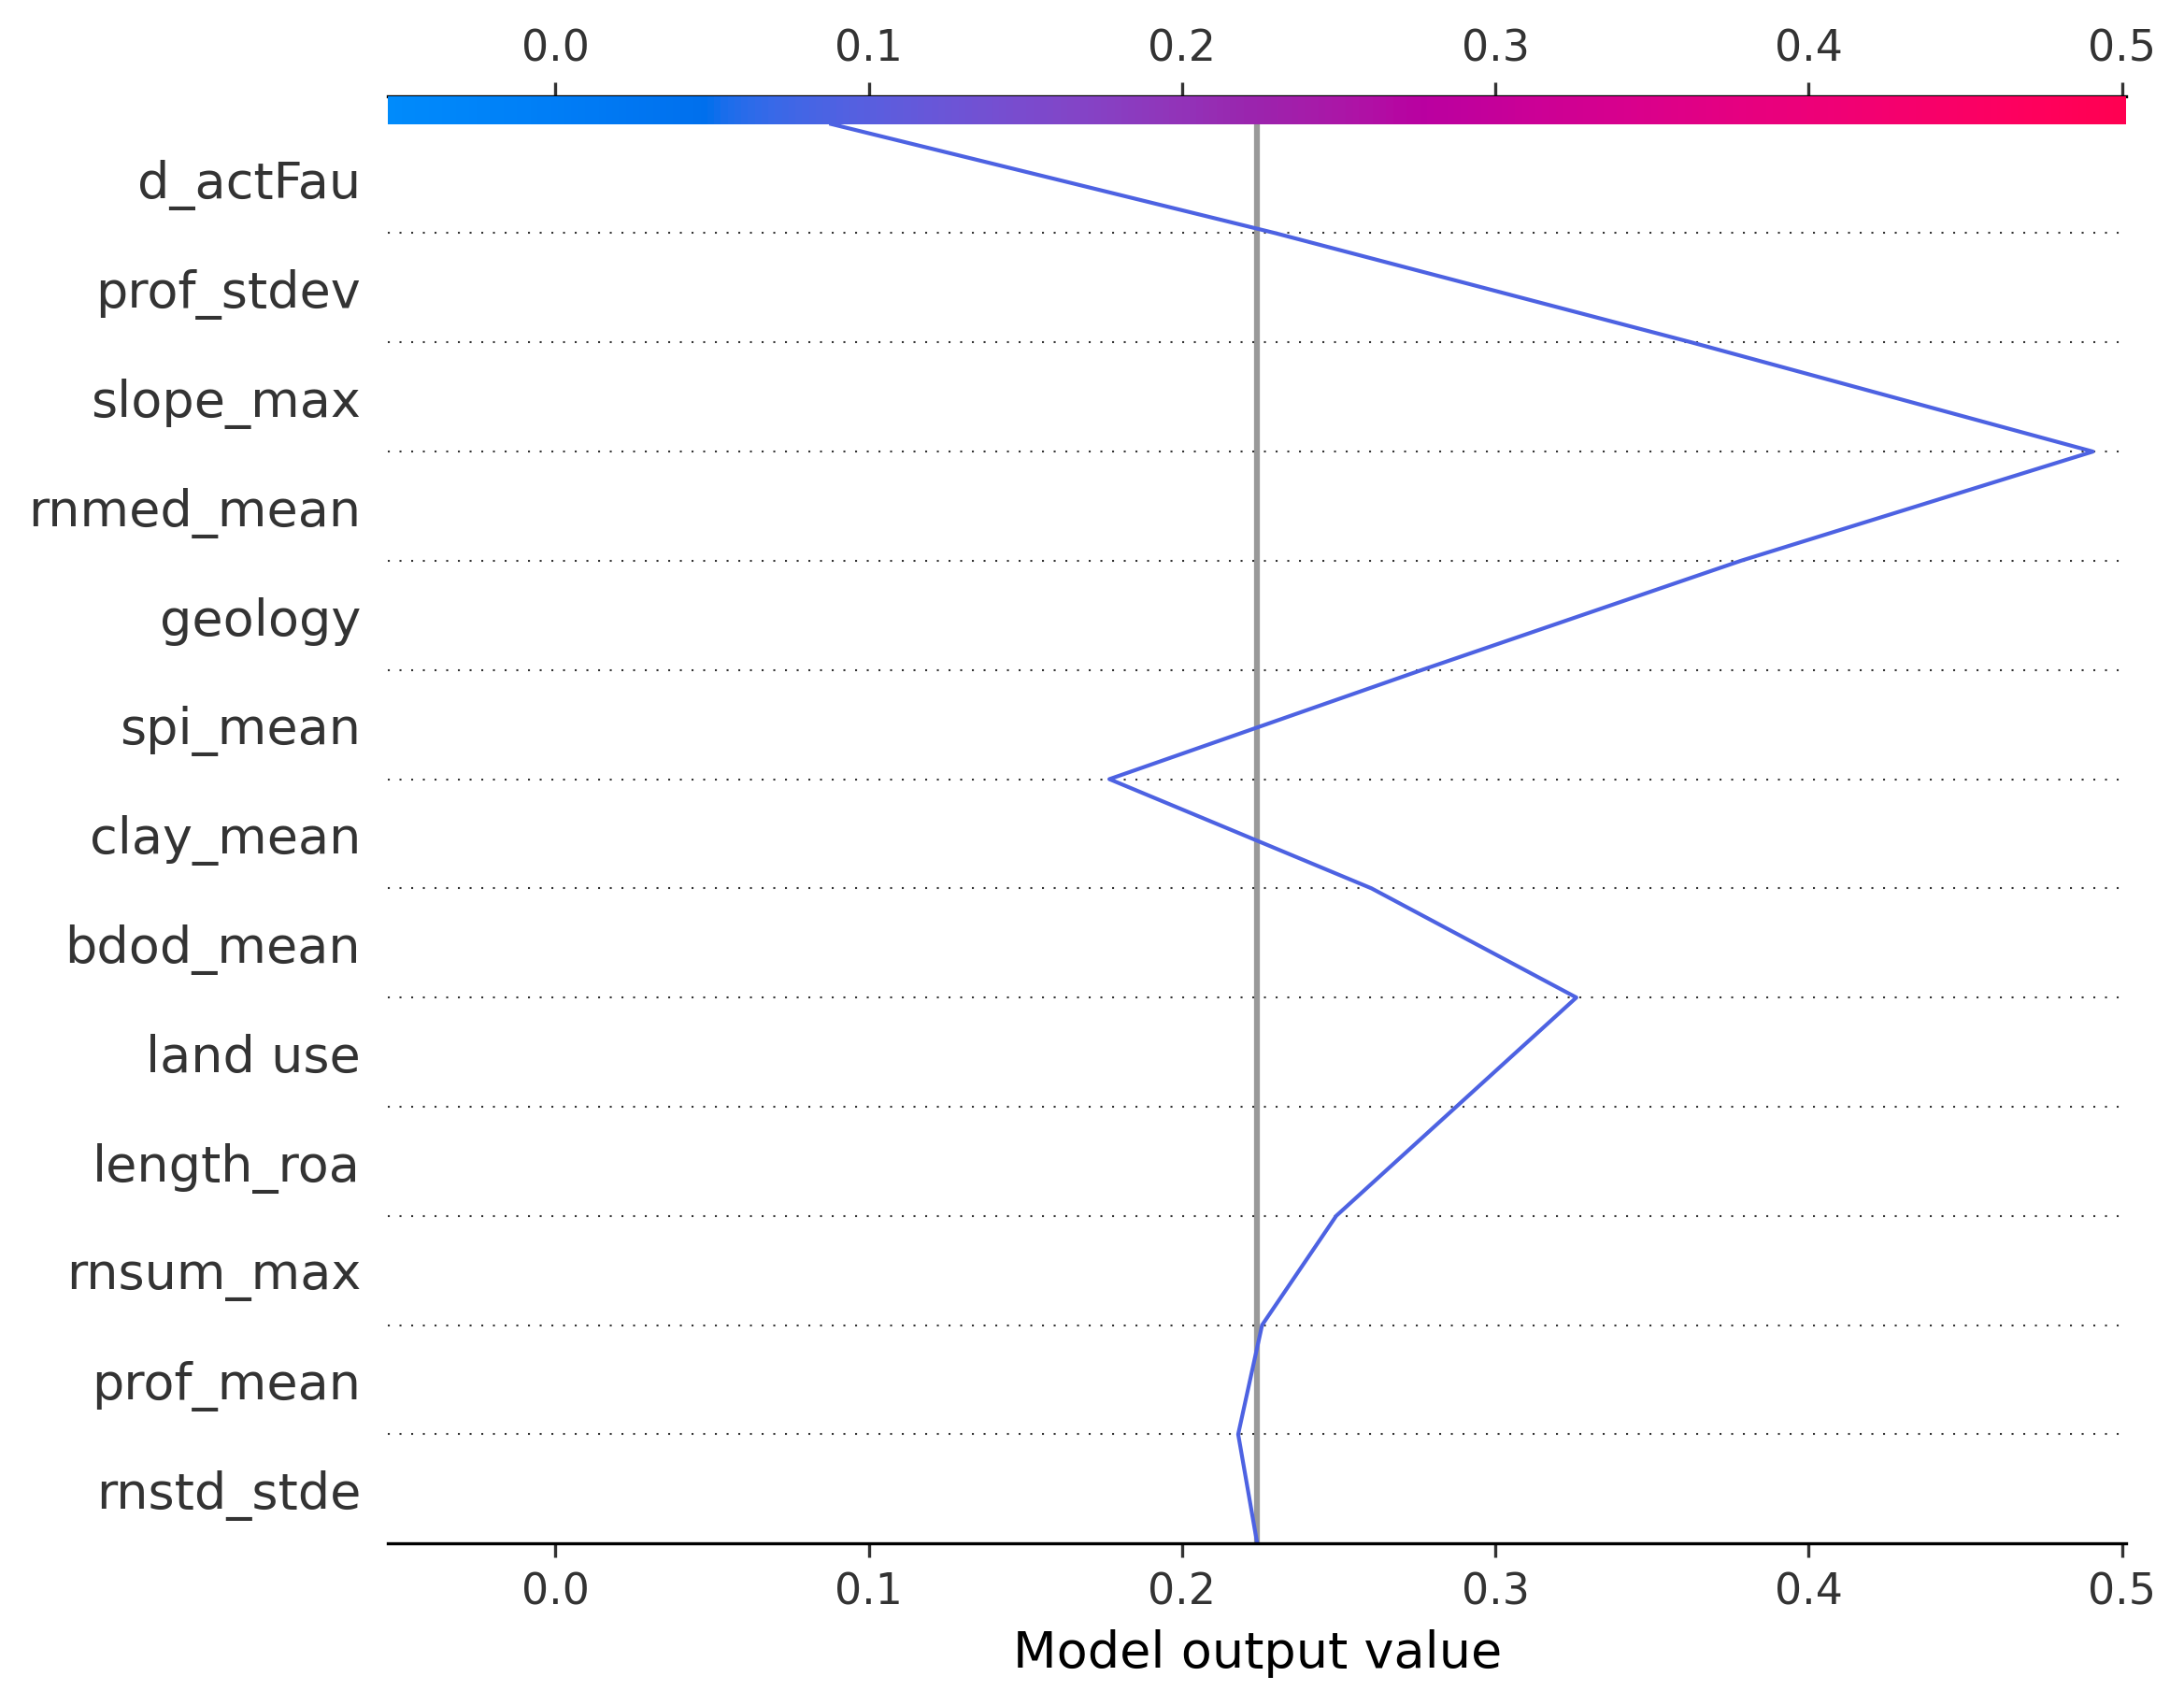 0.0 0.1 0.2 0.3 0.4 0.5
d_actFau
prof_stdev
slope_max
rnmed_mean
geology
spi_mean
clay_mean
bdod_mean
land use
length_roa
rnsum_max
prof_mean
rnstd_stde
0.0 0.1 0.2 0.3 0.4 0.5
Model output value